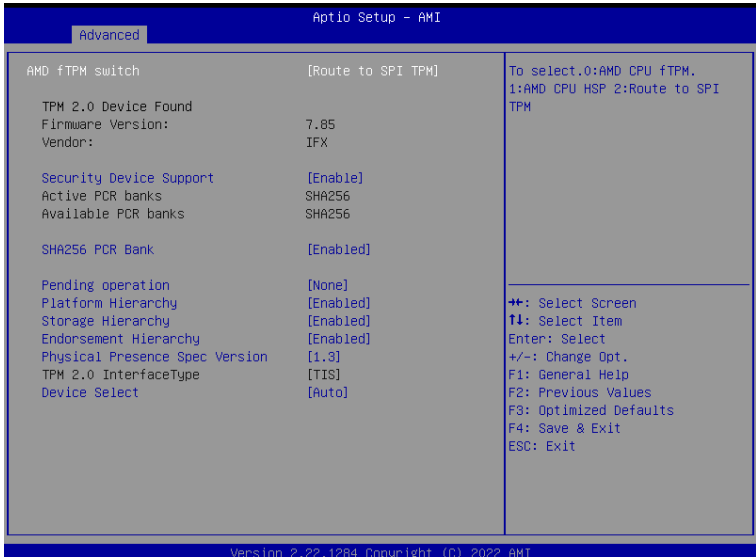 Aptio Setup – AMI
Advanced
AMD fTPM switch [Route to SPI TPM]
TPM 2.0 Device Found
Firmware Version: 7.85
Vendor: IFX
Security Device Support [Enable]
Active PCR banks SHA256
Available PCR banks SHA256
SHA256 PCR Bank [Enabled]
Pending operation [None]
Platform Hierarchy [Enabled]
Storage Hierarchy [Enabled]
Endorsement Hierarchy [Enabled]
Physical Presence Spec Version [1.3]
TPM 2.0 InterfaceType [TIS]
Device Select [Auto]
To select.0:AMD CPU fTPM.
1:AMD CPU HSP 2:Route to SPI
TPM
→←: Select Screen
↑↓: Select Item
Enter: Select
+/-: Change Opt.
F1: General Help
F2: Previous Values
F3: Optimized Defaults
F4: Save & Exit
ESC: Exit
Version 2.22.1284 Copyright (C) 2022 AMI